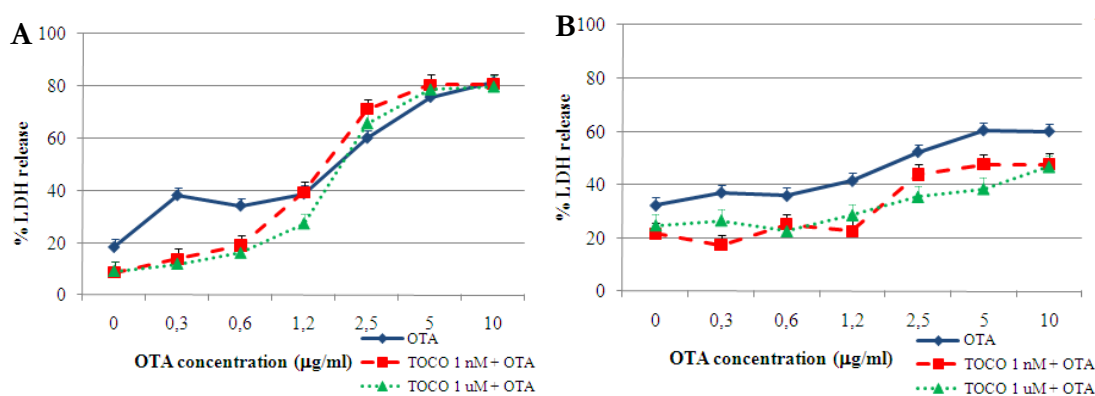 A
% LDH release
100
80
60
40
20
0
0 0,3 0,6 1,2 2,5 5 10
OTA concentration (µg/ml)
OTA
TOCO 1 nM + OTA
TOCO 1 uM + OTA
B
% LDH release
100
80
60
40
20
0
0 0,3 0,6 1,2 2,5 5 10
OTA concentration (µg/ml)
OTA
TOCO 1 nM + OTA
TOCO 1 uM + OTA